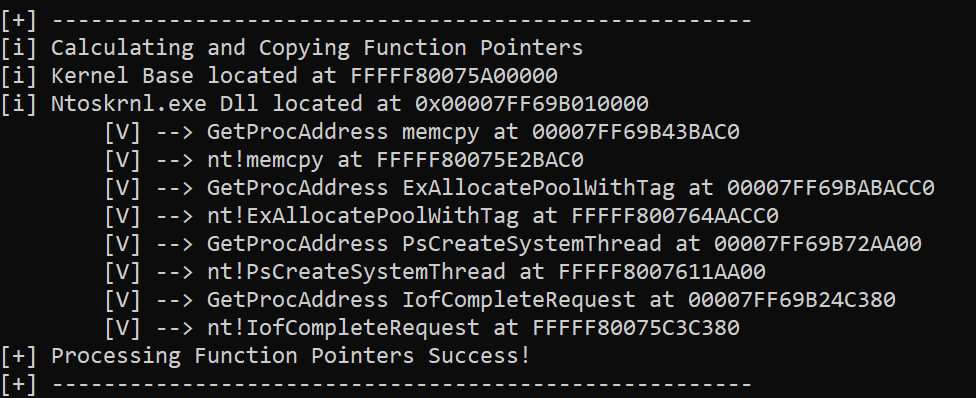 [+] ------------------------------------------------------
[i] Calculating and Copying Function Pointers
[i] Kernel Base located at FFFFF80075A00000
[i] Ntoskrnl.exe Dll located at 0x00007FF69B010000
[V] --> GetProcAddress memcpy at 00007FF69B43BAC0
[V] --> nt!memcpy at FFFFF80075E2BAC0
[V] --> GetProcAddress ExAllocatePoolWithTag at 00007FF69BABACC0
[V] --> nt!ExAllocatePoolWithTag at FFFFF800764AACC0
[V] --> GetProcAddress PsCreateSystemThread at 00007FF69B72AA00
[V] --> nt!PsCreateSystemThread at FFFFF8007611AA00
[V] --> GetProcAddress IofCompleteRequest at 00007FF69B24C380
[V] --> nt!IofCompleteRequest at FFFFF80075C3C380
[+] Processing Function Pointers Success!
[+] ------------------------------------------------------